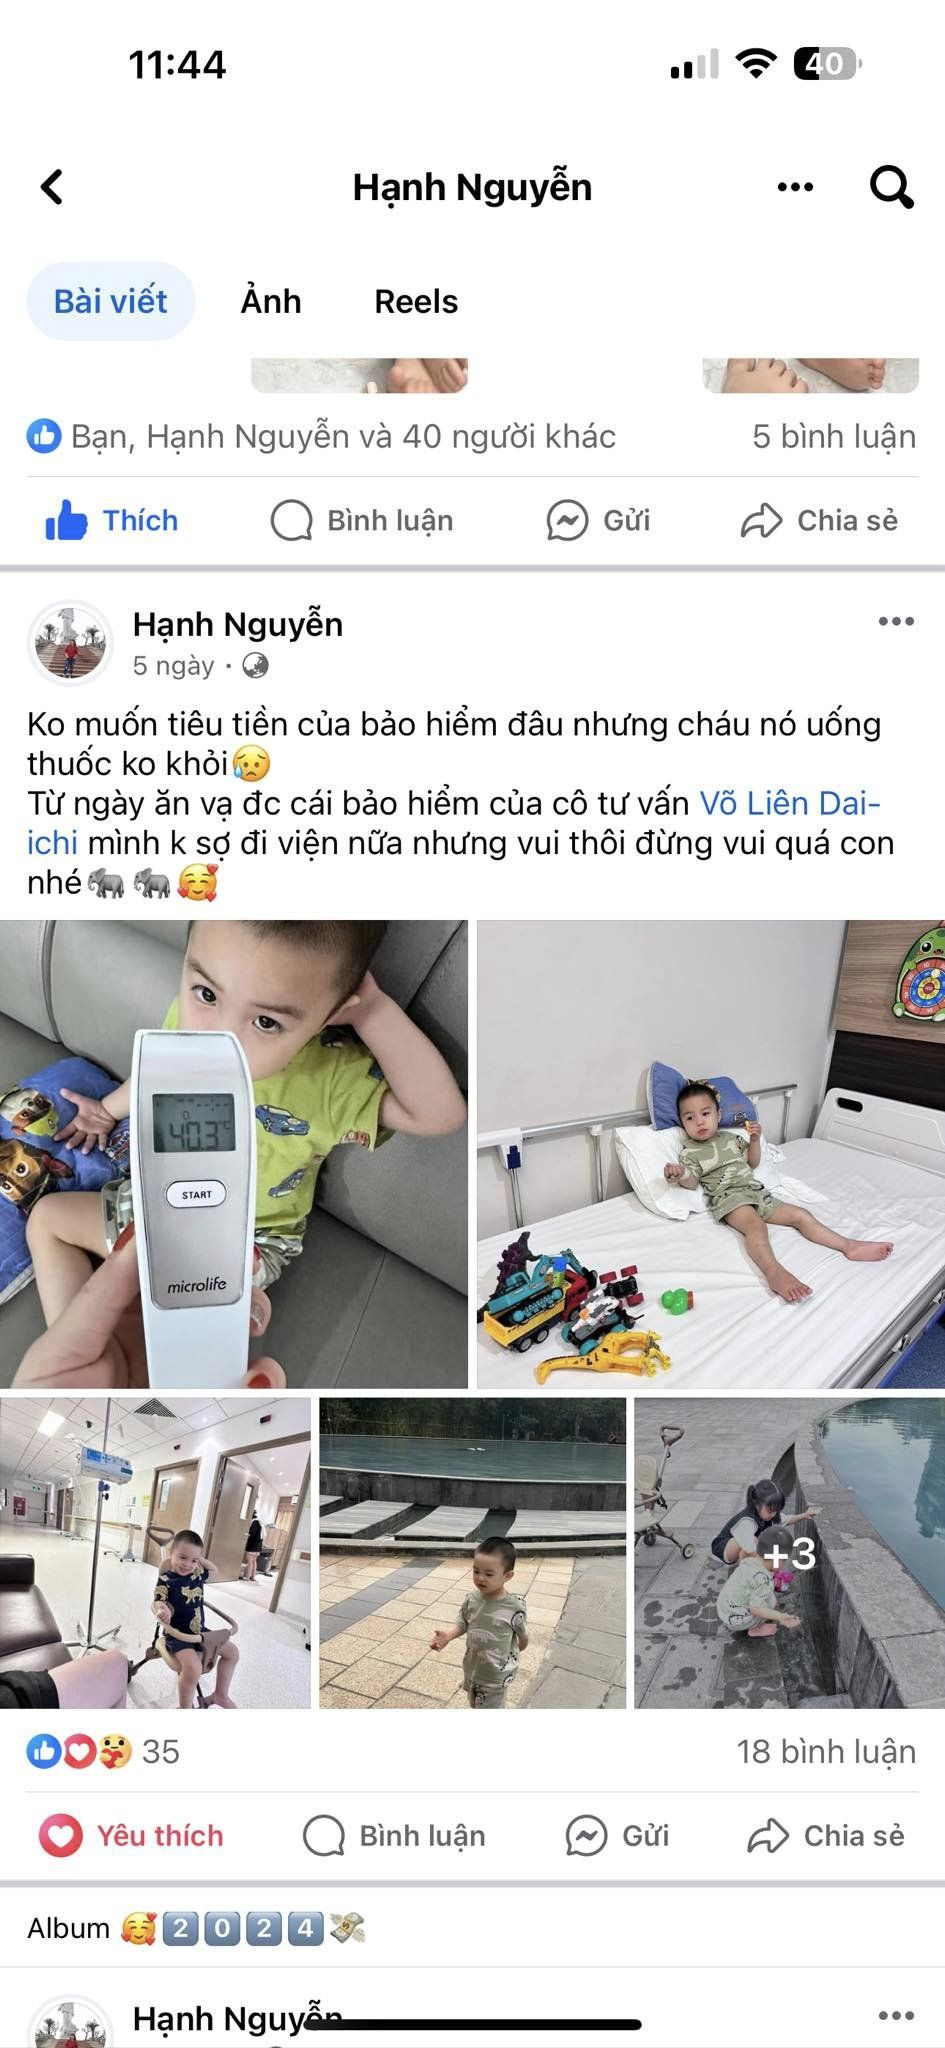 11:44
40
Hạnh Nguyễn
Bài viết
Ảnh
Reels
Bạn, Hạnh Nguyễn và 40 người khác
5 bình luận
Thích
Bình luận
Gửi
Chia sẻ
Hạnh Nguyễn
5 ngày ·
Ko muốn tiêu tiền của bảo hiểm đâu nhưng cháu nó uống
thuốc ko khỏi😥
Từ ngày ăn vạ đc cái bảo hiểm của cô tư vấn Võ Liên Dai-
ichi mình k sợ đi viện nữa nhưng vui thôi đừng vui quá con
nhé🐘🐘🥰
40.3°C
START
microlife
+3
35
18 bình luận
Yêu thích
Bình luận
Gửi
Chia sẻ
Album 🥰2️⃣0️⃣2️⃣4️⃣💸
Hạnh Nguyễn